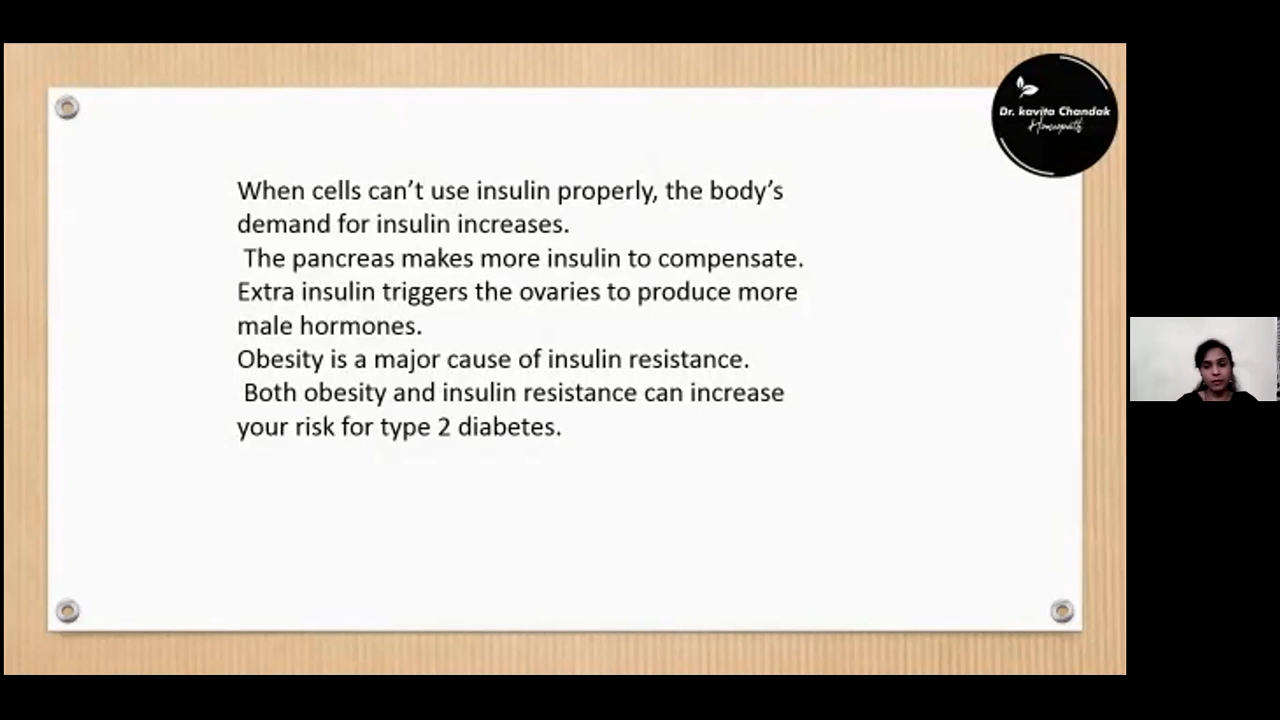 Dr. kavita Chandak
Homeopath
When cells can’t use insulin properly, the body’s
demand for insulin increases.
The pancreas makes more insulin to compensate.
Extra insulin triggers the ovaries to produce more
male hormones.
Obesity is a major cause of insulin resistance.
Both obesity and insulin resistance can increase
your risk for type 2 diabetes.